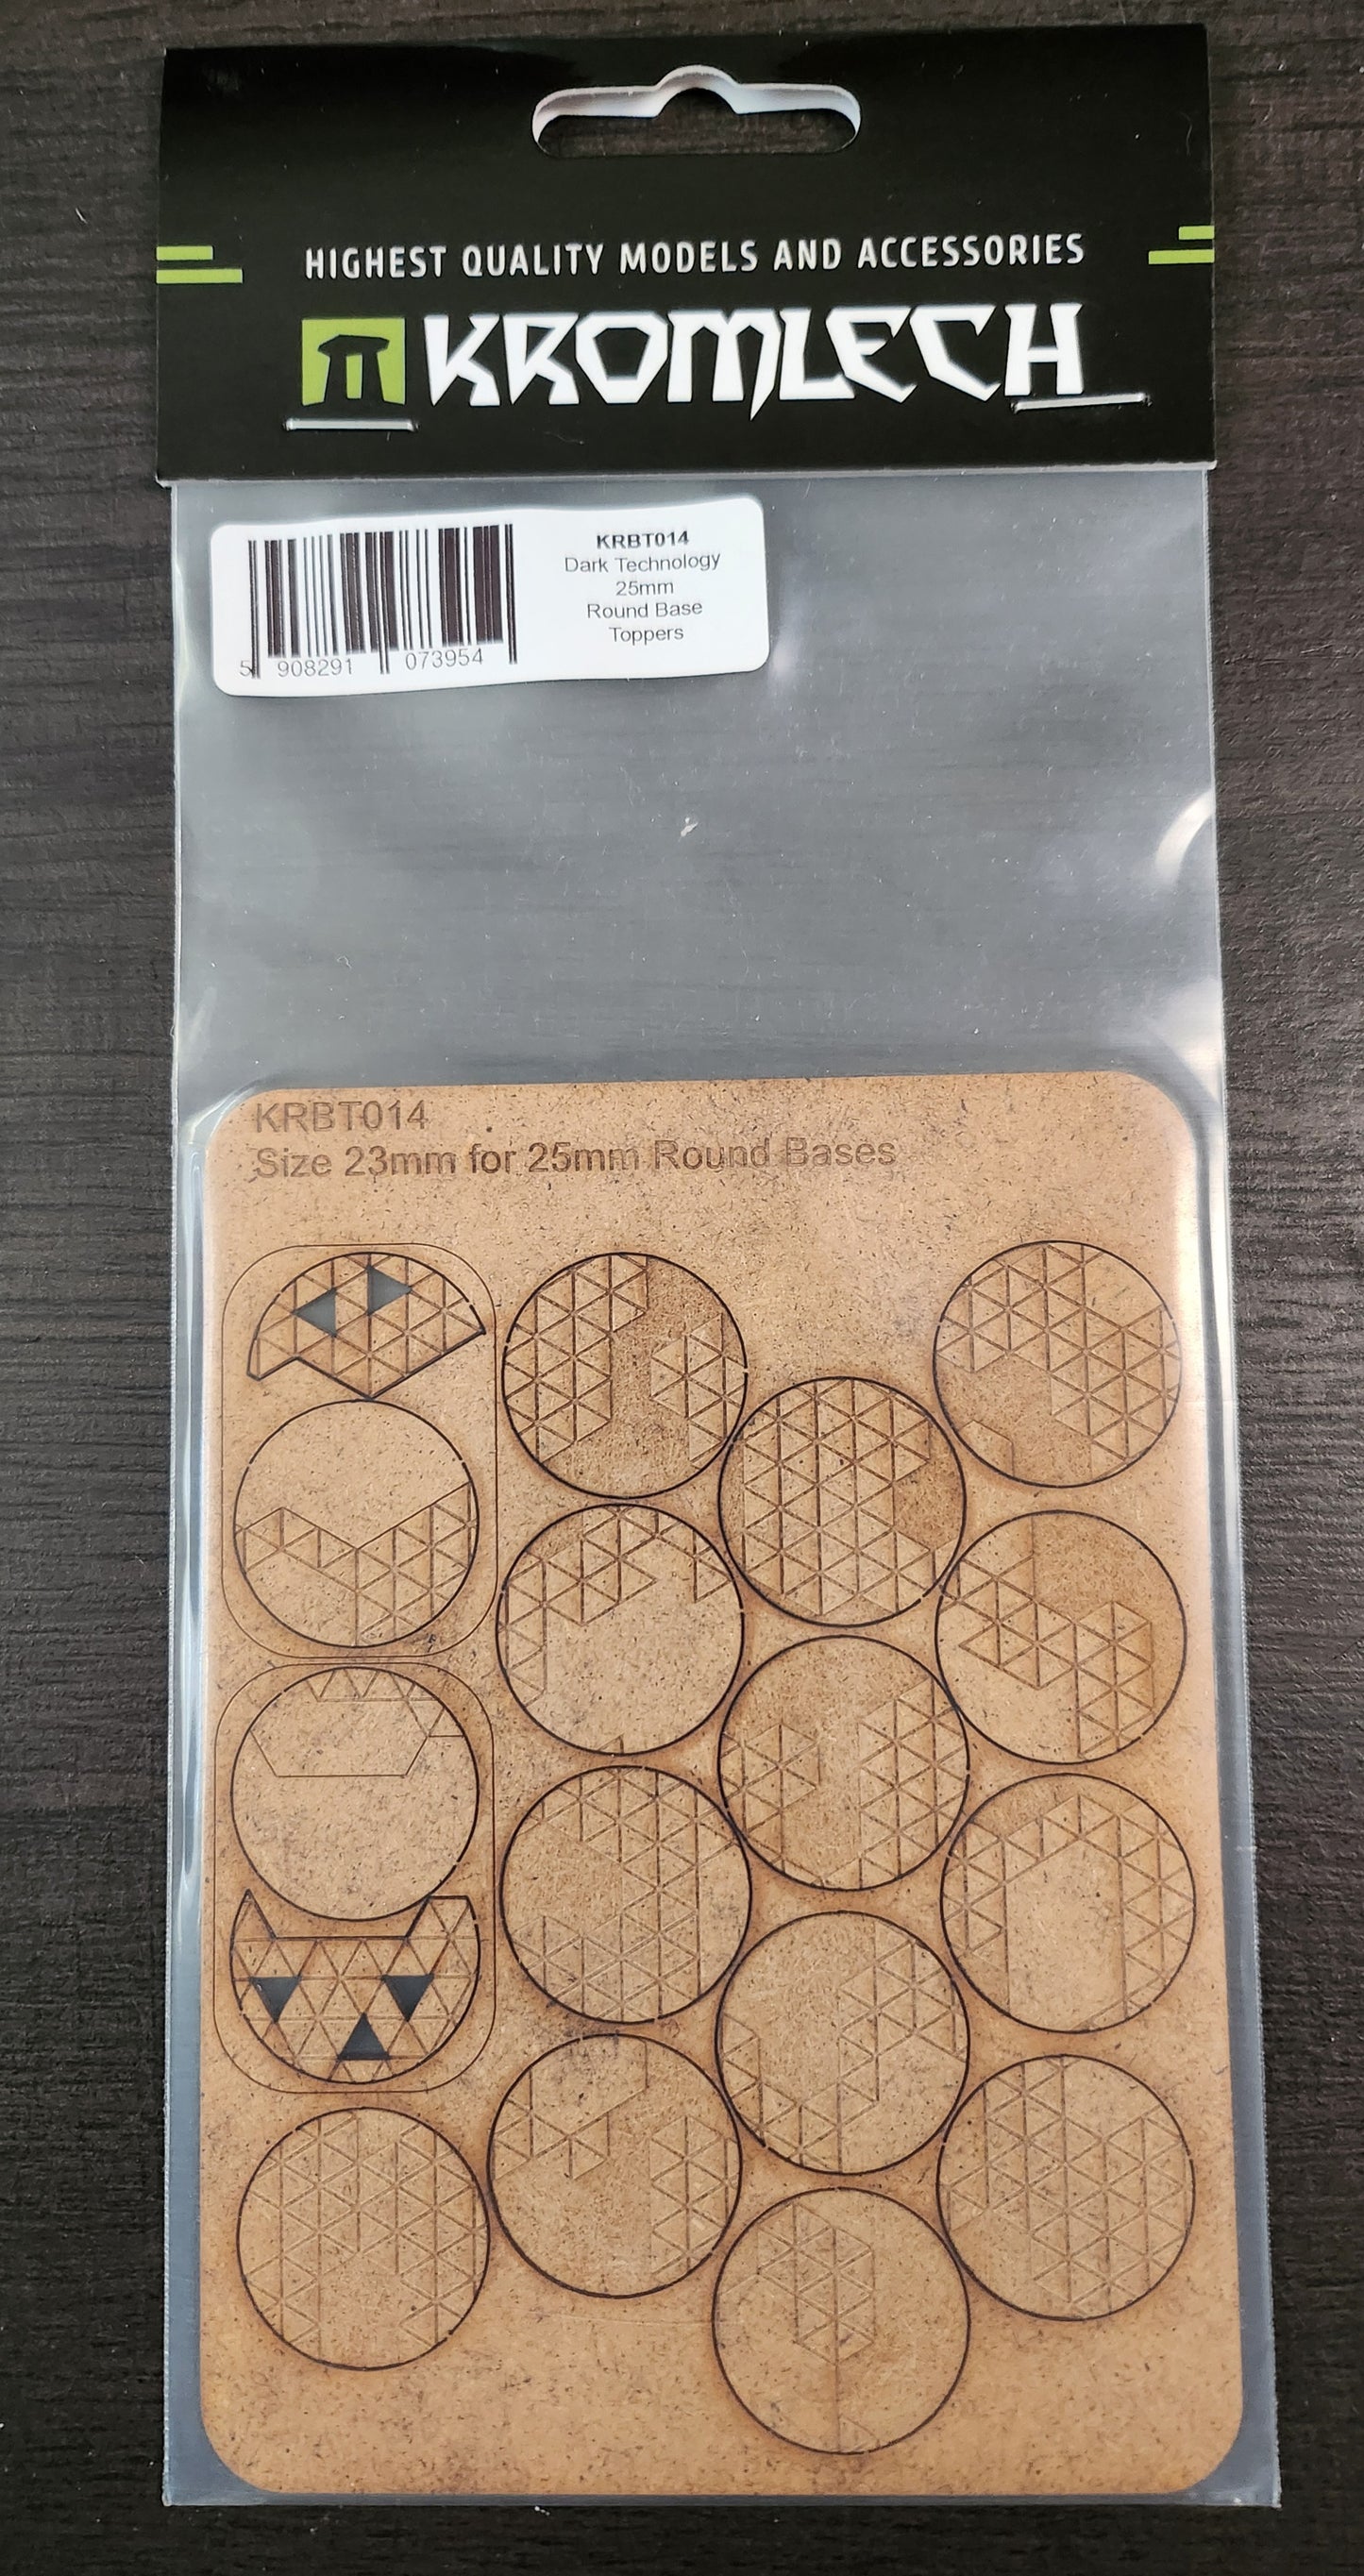 HIGHEST QUALITY MODELS AND ACCESSORIES
KROMLECH
KRBT014
Dark Technology
25mm
Round Base
Toppers
5 908291 073954
KRBT014
Size 23mm for 25mm Round Bases